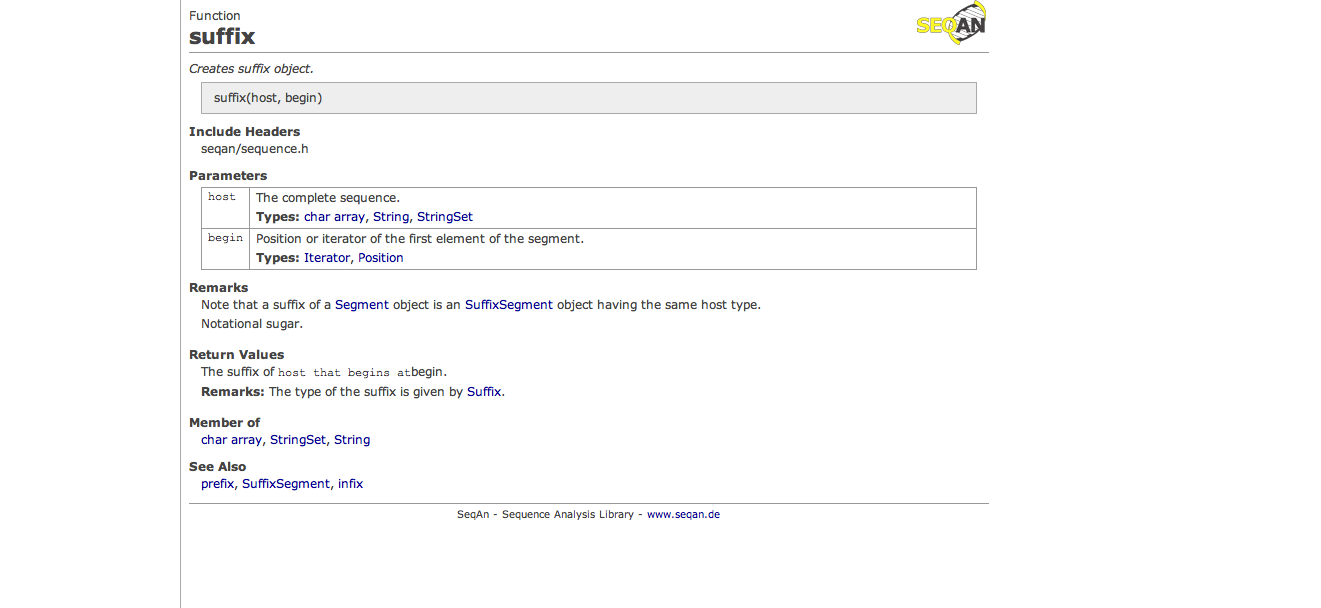 Function
suffix
SEQAN
Creates suffix object.
suffix(host, begin)
Include Headers
seqan/sequence.h
Parameters
host The complete sequence.
Types: char array, String, StringSet
begin Position or iterator of the first element of the segment.
Types: Iterator, Position
Remarks
Note that a suffix of a Segment object is an SuffixSegment object having the same host type.
Notational sugar.
Return Values
The suffix of host that begins atbegin.
Remarks: The type of the suffix is given by Suffix.
Member of
char array, StringSet, String
See Also
prefix, SuffixSegment, infix
SeqAn - Sequence Analysis Library - www.seqan.de